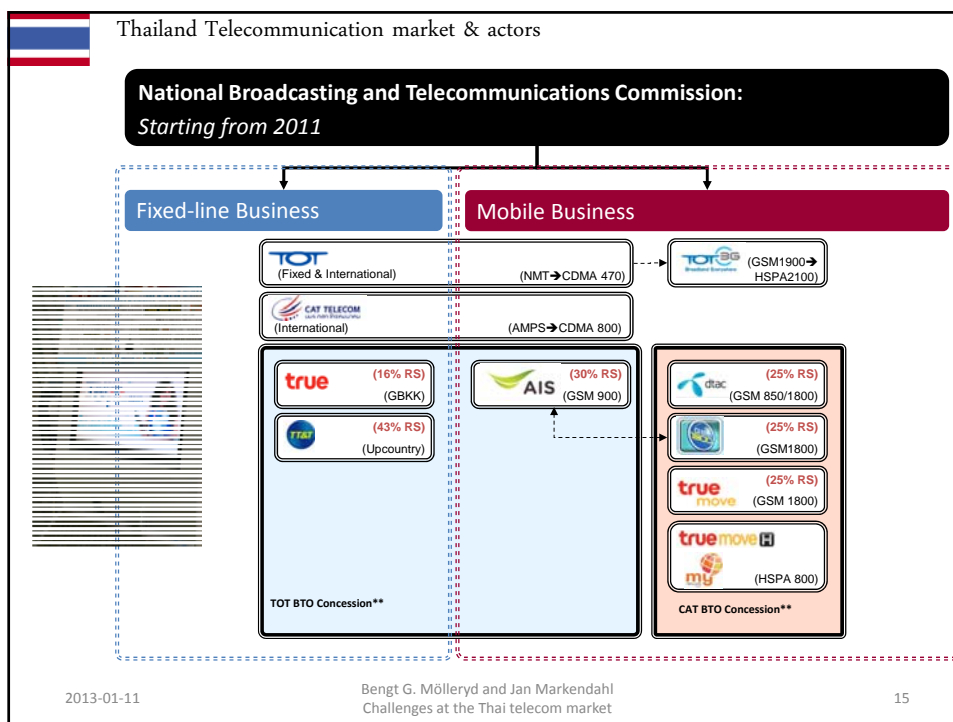 Thailand Telecommunication market & actors
National Broadcasting and Telecommunications Commission:
Starting from 2011
Fixed-line Business
Mobile Business
TOT
(Fixed & International)
(NMT➔CDMA 470)
TOT 3G
Broadband Everywhere
(GSM1900➔
HSPA2100)
CAT TELECOM
(International)
(AMPS➔CDMA 800)
true
(16% RS)
(GBKK)
TT&T
(43% RS)
(Upcountry)
AIS
(30% RS)
(GSM 900)
dtac
(25% RS)
(GSM 850/1800)
(25% RS)
(GSM1800)
true
move
(25% RS)
(GSM 1800)
truemove H
my
(HSPA 800)
TOT BTO Concession**
CAT BTO Concession**
2013-01-11
Bengt G. Mölleryd and Jan Markendahl
Challenges at the Thai telecom market
15